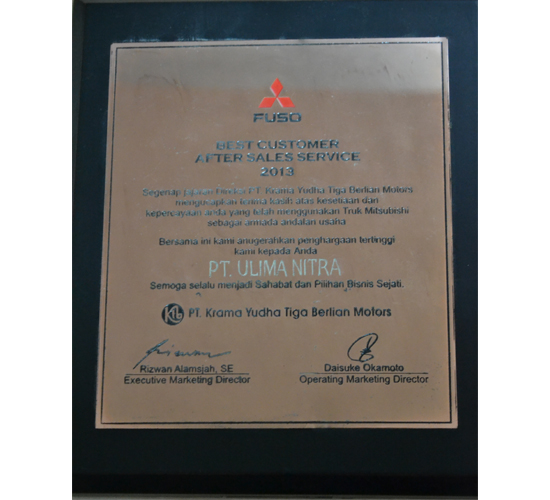 FUSO
BEST CUSTOMER
AFTER SALES SERVICE
2013
Segenap jajaran Direksi PT. Krama Yudha Tiga Berlian Motors
mengucapkan terima kasih atas kesetiaan dan
kepercayaan anda yang telah menggunakan Truk Mitsubishi
sebagai armada andalan usaha
Bersama ini kami anugerahkan penghargaan tertinggi
kami kepada Anda
PT. ULIMA NITRA
Semoga selalu menjadi Sahabat dan Pilihan Bisnis Sejati.
KTB PT. Krama Yudha Tiga Berlian Motors
Rizwan Alamsjah, SE
Executive Marketing Director
Daisuke Okamoto
Operating Marketing Director